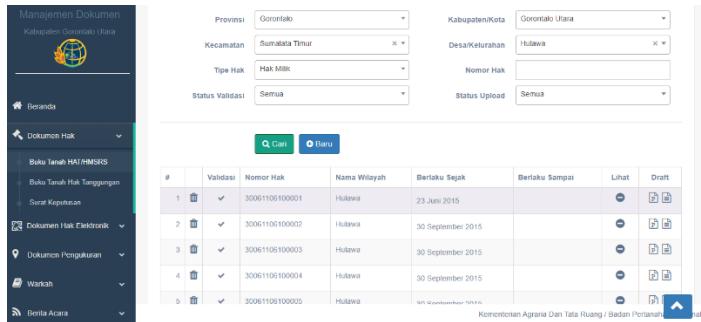 Manajemen Dokumen
Kabupaten Gorontalo Utara
Beranda
Dokumen Hak
Buku Tanah HAT/HMSRS
Buku Tanah Hak Tanggungan
Surat Keputusan
Dokumen Hak Elektronik
Dokumen Pengukuran
Warkah
Berita Acara
Provinsi Gorontalo Kabupaten/Kota Gorontalo Utara
Kecamatan Sumalata Timur × Desa/Kelurahan Hulawa ×
Tipe Hak Hak Milik Nomor Hak
Status Validasi Semua Status Upload Semua
Cari Baru
# Validasi Nomor Hak Nama Wilayah Berlaku Sejak Berlaku Sampai Lihat Draft
1 30061106100001 Hulawa 23 Juni 2015
2 30061106100002 Hulawa 30 September 2015
3 30061106100003 Hulawa 30 September 2015
4 30061106100004 Hulawa 30 September 2015
5 30061106100005 Hulawa 30 September 2015
Kementerian Agraria Dan Tata Ruang / Badan Pertanahan